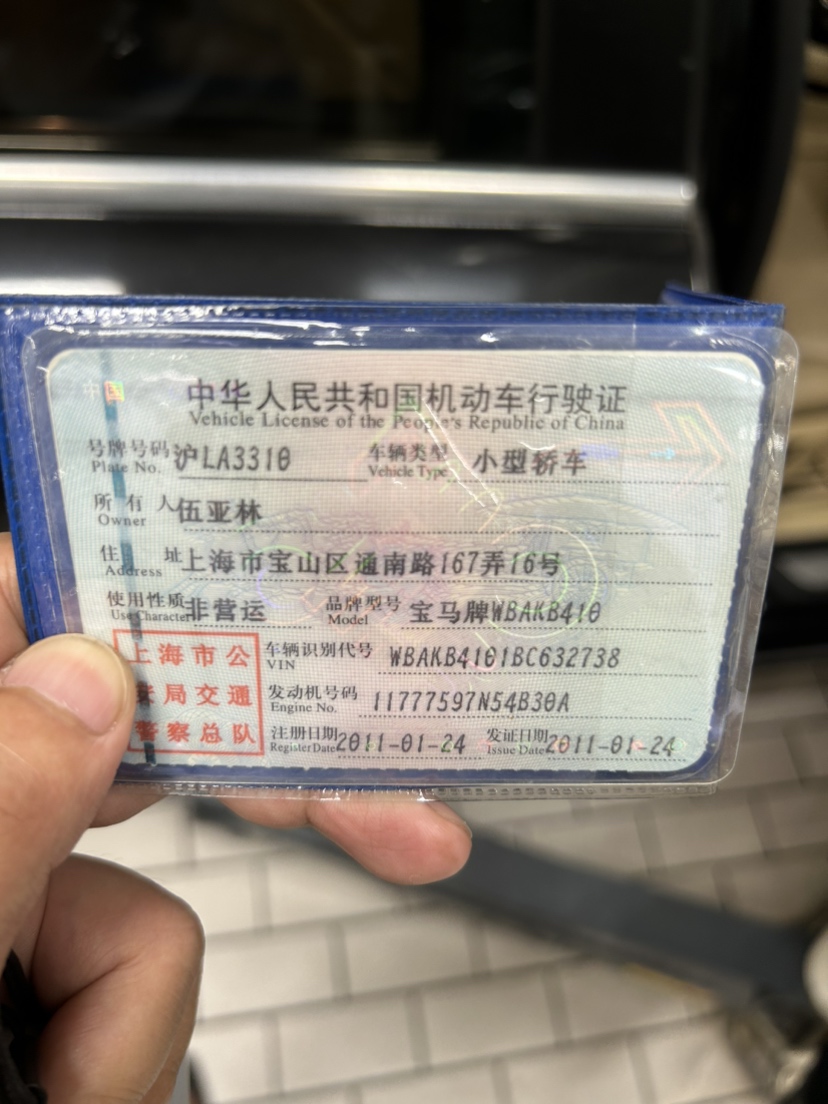 中华人民共和国机动车行驶证
Vehicle License of the People's Republic of China
号牌号码 沪LA3310 车辆类型 小型轿车
Plate No. Vehicle Type
所有人 伍亚林
Owner
住址 上海市宝山区通南路167弄16号
Address
使用性质 非营运 品牌型号 宝马牌WBAKB410
Use Character Model
上海市公 车辆识别代号 WBAKB4101BC632738
VIN
局交通 发动机号码 11777597N54B30A
Engine No.
警察总队 注册日期 2011-01-24 发证日期 2011-01-24
Register Date Issue Date